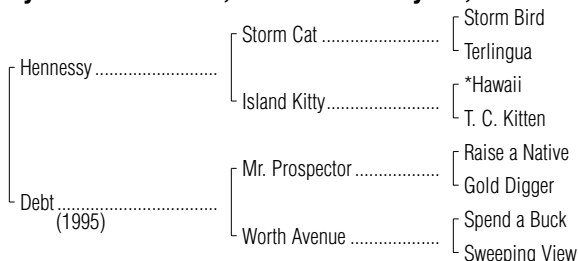 Storm Bird
Storm Cat ........................
Terlingua
Hennessy .........................
*Hawaii
Island Kitty.......................
T. C. Kitten
Raise a Native
Mr. Prospector .................
Gold Digger
Debt .................................
(1995)
Spend a Buck
Worth Avenue ..................
Sweeping View